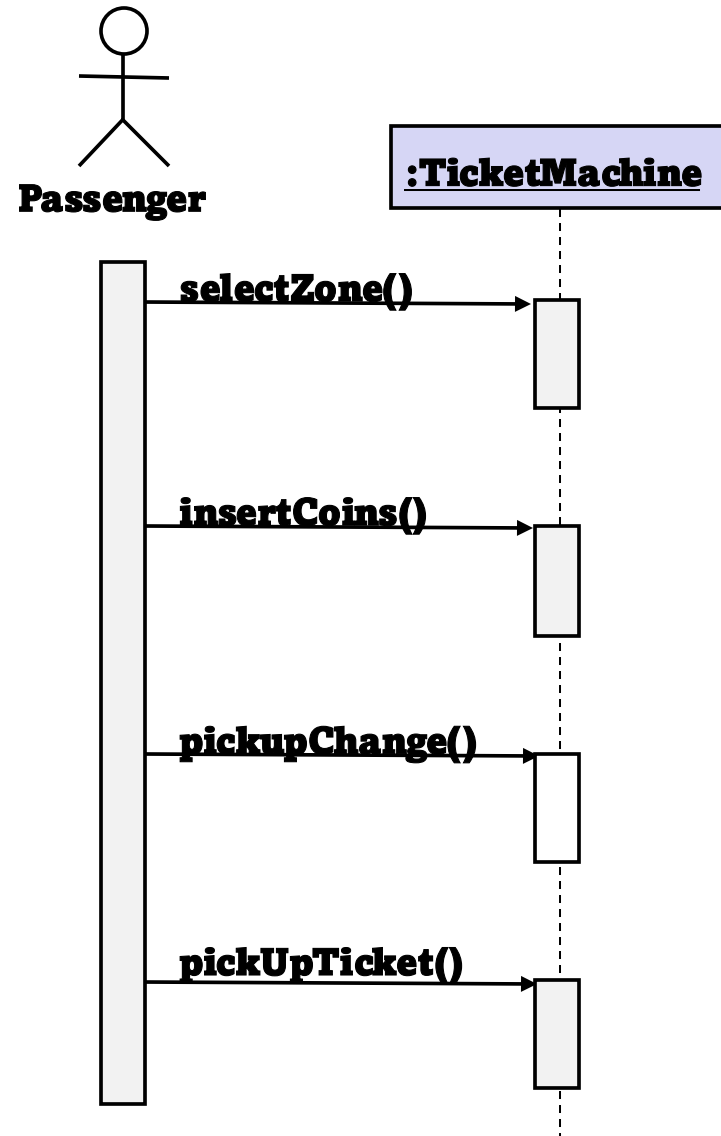 Passenger
:TicketMachine
selectZone()
insertCoins()
pickupChange()
pickUpTicket()